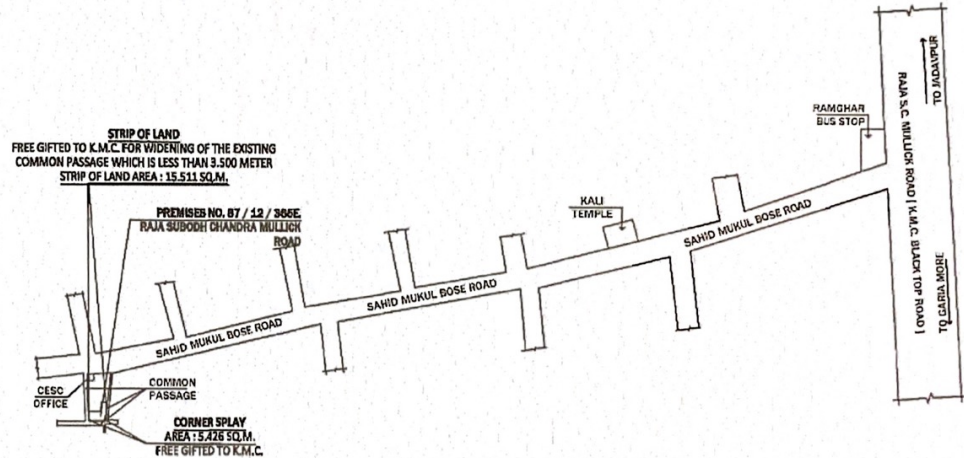 STRIP OF LAND
FREE GIFTED TO K.M.C. FOR WIDENING OF THE EXISTING
COMMON PASSAGE WHICH IS LESS THAN 3.500 METER
STRIP OF LAND AREA : 15.511 SQ.M.
PREMISES NO. 87 / 12 / 366E,
RAJA SUBODH CHANDRA MULLICK
ROAD
CESC
OFFICE
COMMON
PASSAGE
CORNER SPLAY
AREA : 5.426 SQ.M.
FREE GIFTED TO K.M.C.
SAHID MUKUL BOSE ROAD
SAHID MUKUL BOSE ROAD
KALI
TEMPLE
SAHID MUKUL BOSE ROAD
RAMGHAR
BUS STOP
RAJA S.C. MULLICK ROAD [ K.M.C. BLACK TOP ROAD ]
TO JADAVPUR
TO GARIA MORE